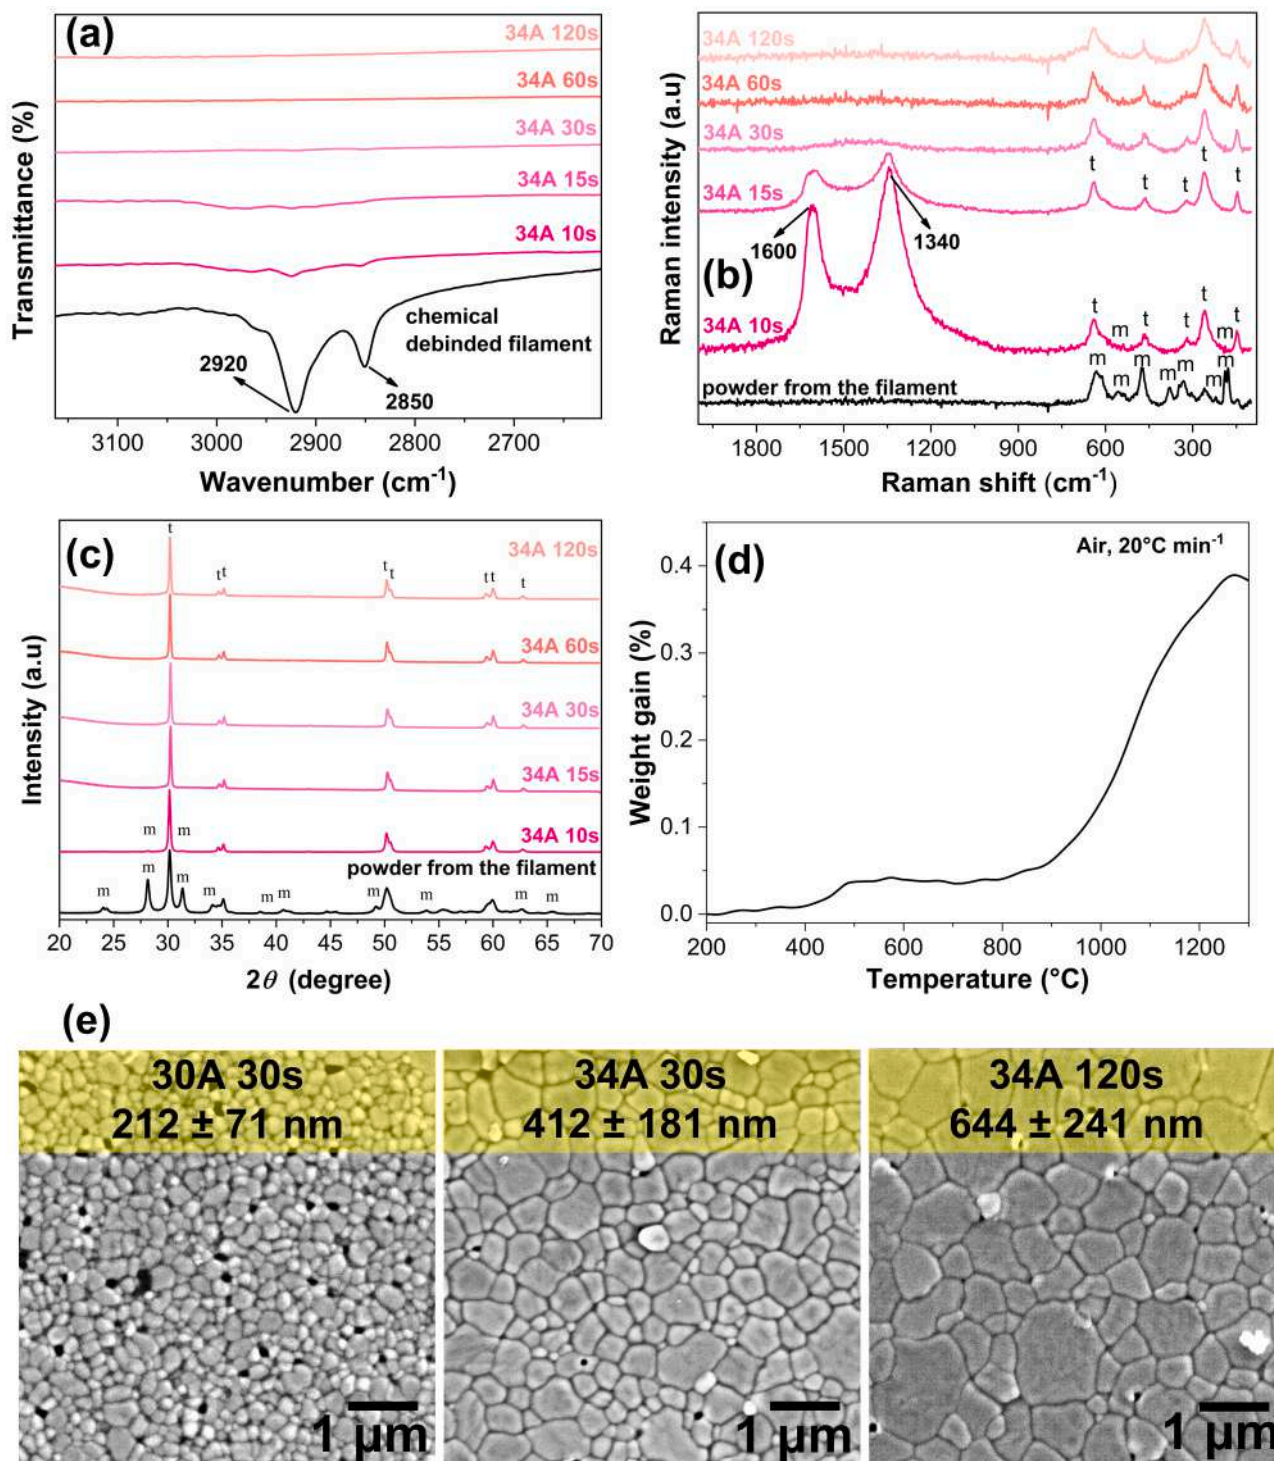 (a)
34A 120s
34A 60s
34A 30s
34A 15s
34A 10s
chemical
debinded filament
2920
2850
Transmittance (%)
3100 3000 2900 2800 2700
Wavenumber (cm⁻¹)
34A 120s
34A 60s
34A 30s
t t t t t
34A 15s
1600
1340
(b)
34A 10s
t m t t t m t
m m m m m m m
powder from the filament
Raman intensity (a.u)
1800 1500 1200 900 600 300
Raman shift (cm⁻¹)
(c)
t
34A 120s
t t t t t t t
34A 60s
34A 30s
34A 15s
34A 10s
m m
powder from the filament
m m m m m m m m m m
Intensity (a.u)
20 25 30 35 40 45 50 55 60 65 70
2θ (degree)
(d)
Air, 20°C min⁻¹
0.4
0.3
0.2
0.1
0.0
Weight gain (%)
200 400 600 800 1000 1200
Temperature (°C)
(e)
30A 30s
212 ± 71 nm
1 µm
34A 30s
412 ± 181 nm
1 µm
34A 120s
644 ± 241 nm
1 µm